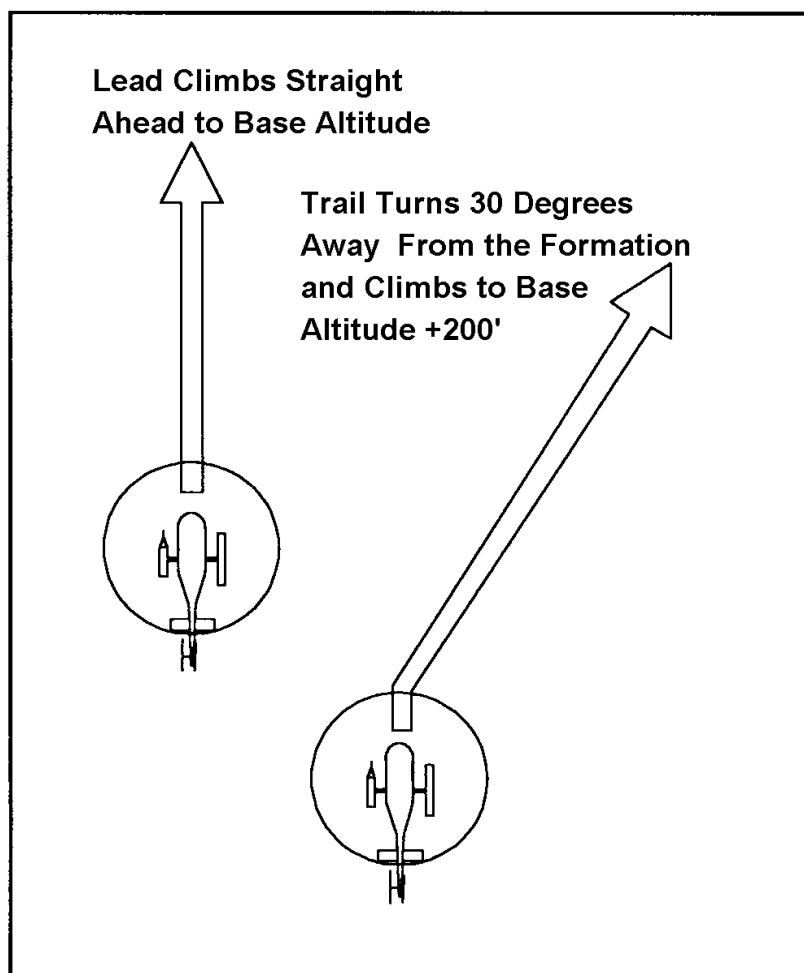 Lead Climbs Straight
Ahead to Base Altitude
Trail Turns 30 Degrees
Away From the Formation
and Climbs to Base
Altitude +200'